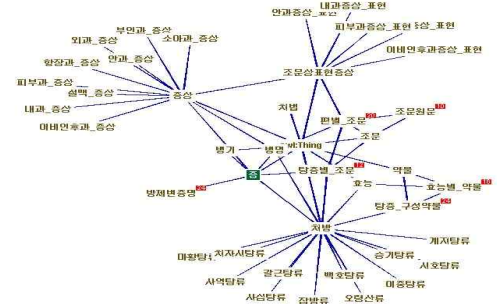 안과증상_표현
내과증상_표현
피부과증상_표현
이비인후과증상_표현
부인과_증상
외과_증상
소아과_증상
안과_증상
항장과_증상
피부과_증상
설맥_증상
내과_증상
이비인후과_증상
증상
조문상표현증상
처법
판별_조문
20
조문원문
10
조문
병기
병명
wl:Thing
탕증별_조문
12
증
방제변증명
24
효능
약물
효능별_약물
10
탕증_구성약물
24
처방
계지탕류
승기탕류
시호탕류
이중탕류
백호탕류
오령산류
잡방류
갈근탕류
사심탕류
사역탕류
치자시탕류
마황탕